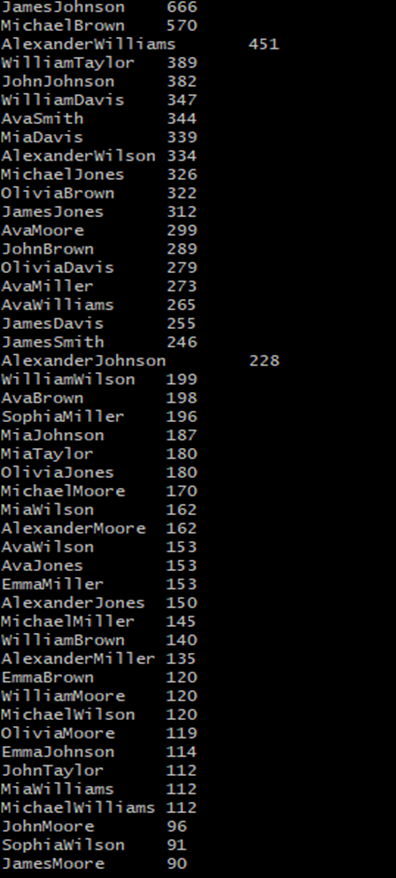 JamesJohnson 666
MichaelBrown 570
AlexanderWilliams 451
WilliamTaylor 389
JohnJohnson 382
WilliamDavis 347
AvaSmith 344
MiaDavis 339
AlexanderWilson 334
MichaelJones 326
OliviaBrown 322
JamesJones 312
AvaMoore 299
JohnBrown 289
OliviaDavis 279
AvaMiller 273
AvaWilliams 265
JamesDavis 255
JamesSmith 246
AlexanderJohnson 228
WilliamWilson 199
AvaBrown 198
SophiaMiller 196
MiaJohnson 187
MiaTaylor 180
OliviaJones 180
MichaelMoore 170
MiaWilson 162
AlexanderMoore 162
AvaWilson 153
AvaJones 153
EmmaMiller 153
AlexanderJones 150
MichaelMiller 145
WilliamBrown 140
AlexanderMiller 135
EmmaBrown 120
WilliamMoore 120
MichaelWilson 120
OliviaMoore 119
EmmaJohnson 114
JohnTaylor 112
MiaWilliams 112
MichaelWilliams 112
JohnMoore 96
SophiaWilson 91
JamesMoore 90